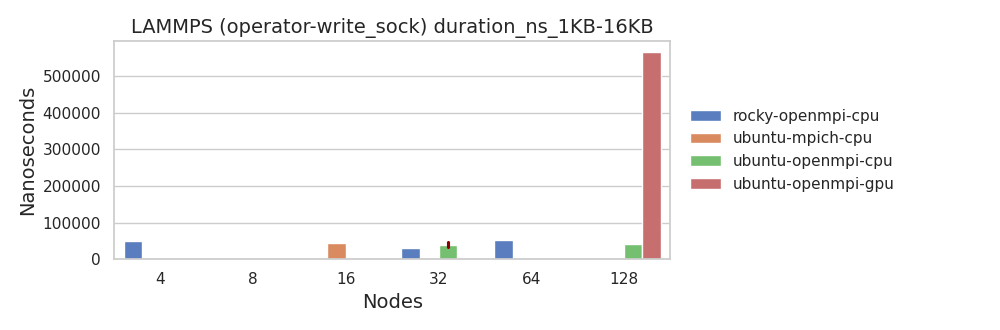 LAMMPS (operator-write_sock) duration_ns_1KB-16KB
Nanoseconds
500000
400000
300000
200000
100000
0
4 8 16 32 64 128
Nodes
rocky-openmpi-cpu
ubuntu-mpich-cpu
ubuntu-openmpi-cpu
ubuntu-openmpi-gpu